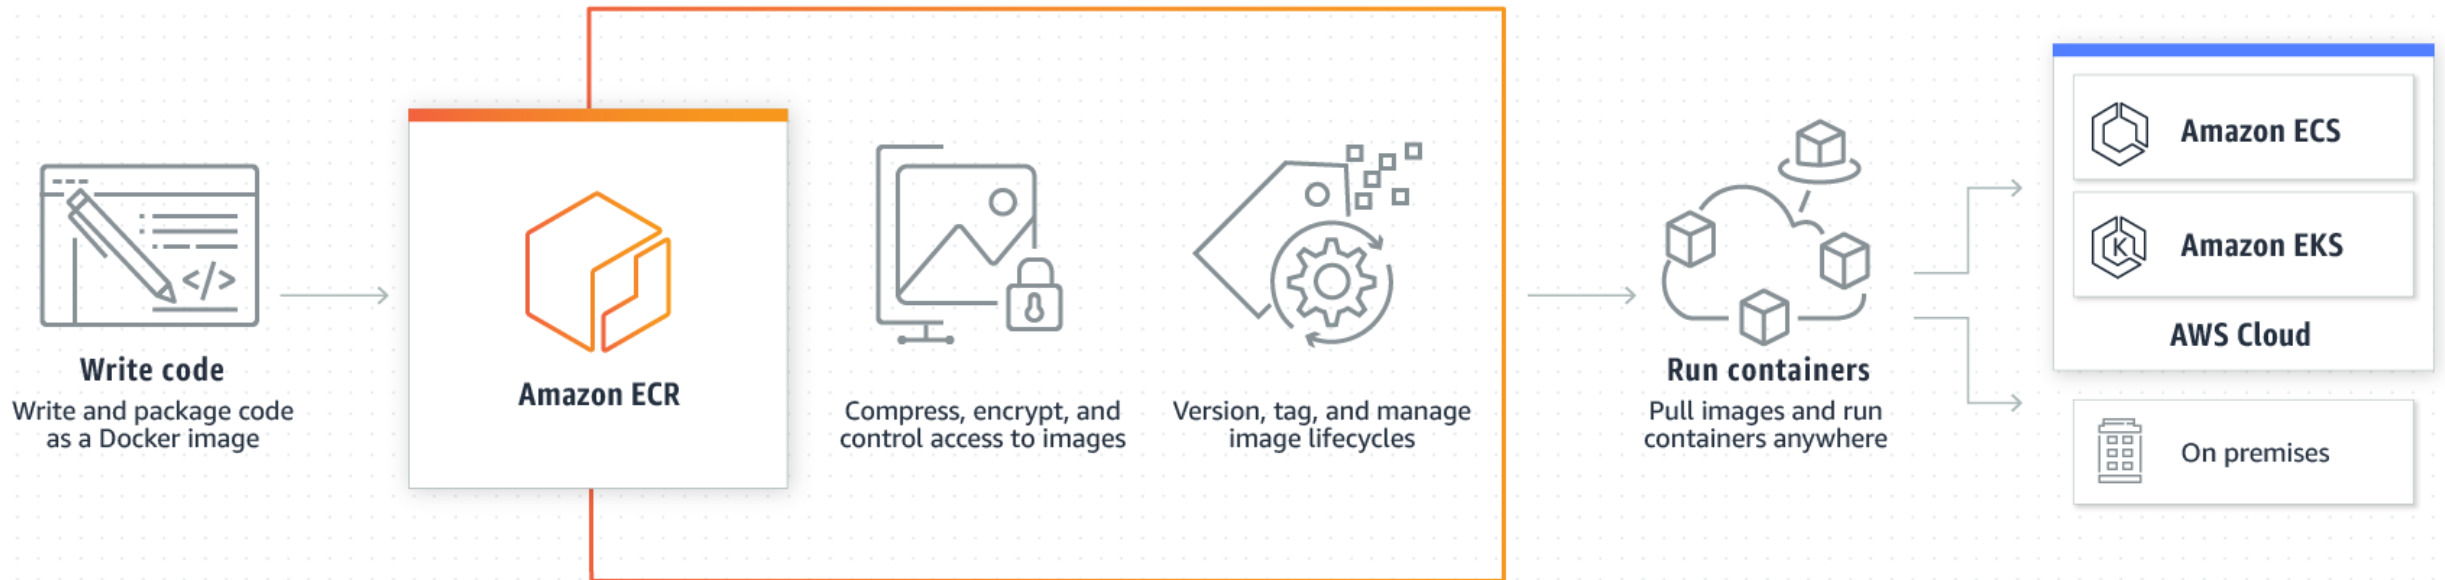 Write code
Write and package code
as a Docker image
</>
Amazon ECR
Compress, encrypt, and
control access to images
Version, tag, and manage
image lifecycles
Run containers
Pull images and run
containers anywhere
Amazon ECS
K
Amazon EKS
AWS Cloud
On premises